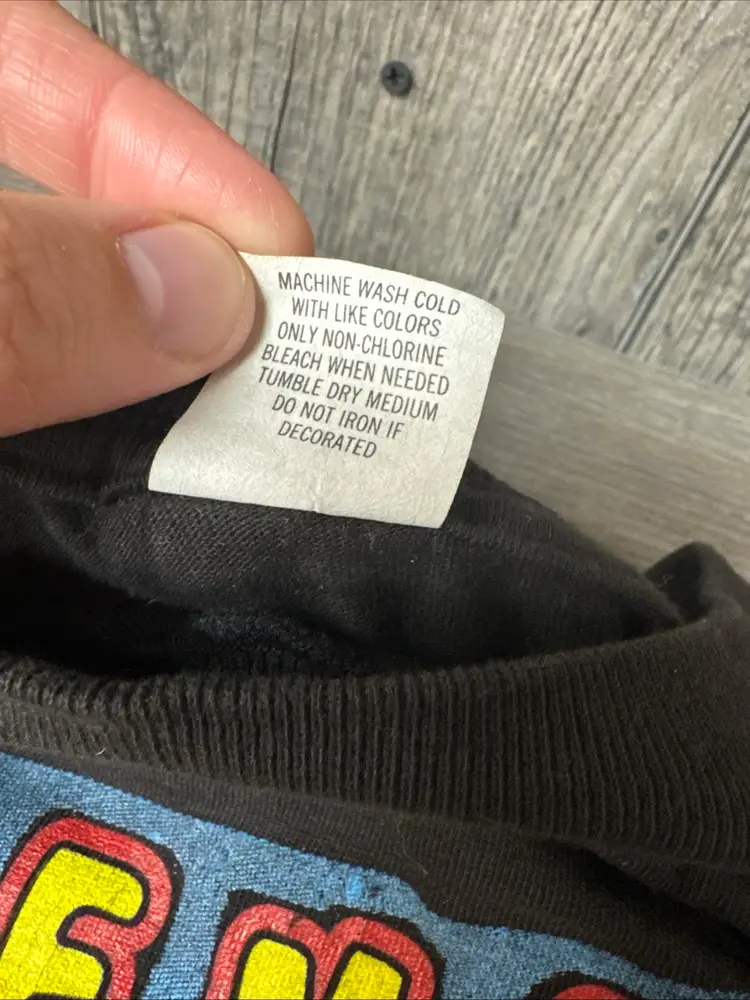 MACHINE WASH COLD
WITH LIKE COLORS
ONLY NON-CHLORINE
BLEACH WHEN NEEDED
TUMBLE DRY MEDIUM
DO NOT IRON IF
DECORATED